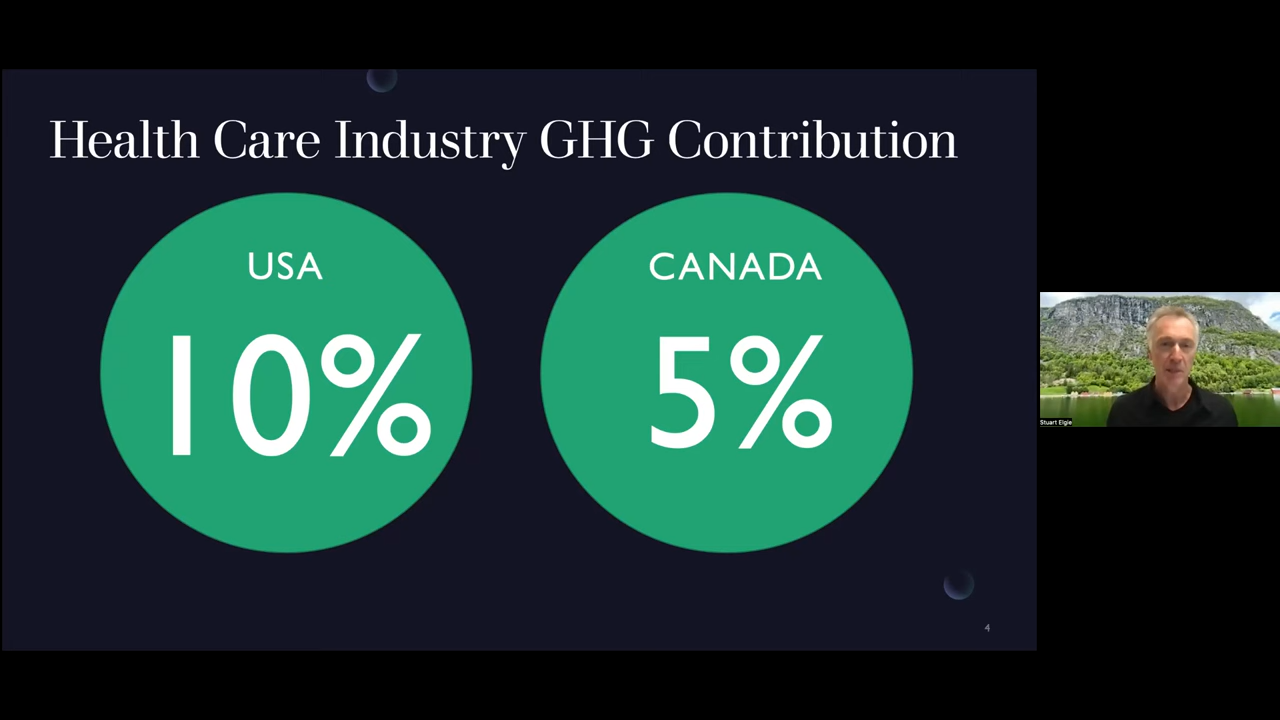 Health Care Industry GHG Contribution
USA
10%
CANADA
5%
4
Stuart Elgie